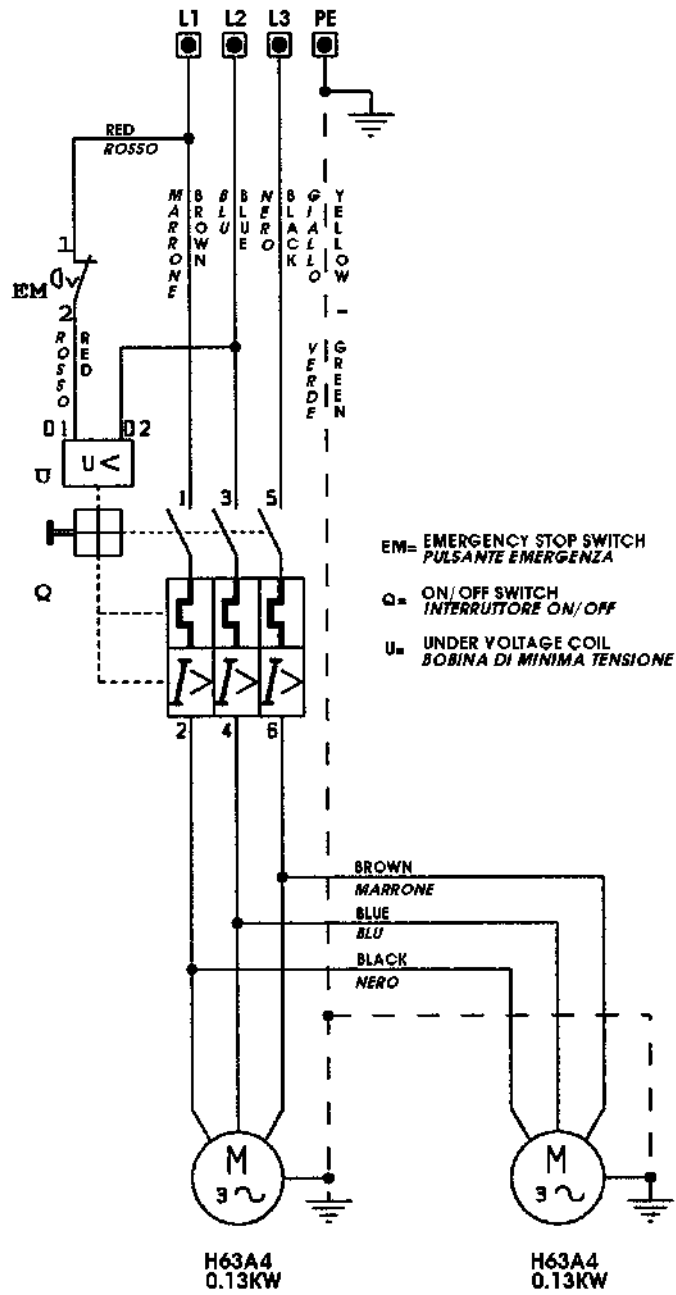 L1 L2 L3 PE
RED
ROSSO
MARRONE
BROWN
BLU
BLUE
NERO
BLACK
GIALLO VERDE
YELLOW - GREEN
1
EM
2
ROSSO
RED
D1 D2
U
U<
1 3 5
Q
EM= EMERGENCY STOP SWITCH
PULSANTE EMERGENZA
Q= ON/OFF SWITCH
INTERRUTTORE ON/OFF
U= UNDER VOLTAGE COIL
BOBINA DI MINIMA TENSIONE
I> I> I>
2 4 6
BROWN
MARRONE
BLUE
BLU
BLACK
NERO
M
3~
M
3~
H63A4
0.13KW
H63A4
0.13KW